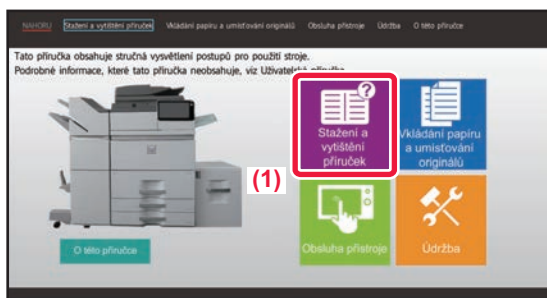 NAHORU Stažení a vytištění příruček Vkládání papíru a umísťování originálů Obsluha přístroje Údržba O této příručce
Tato příručka obsahuje stručná vysvětlení postupů pro použití stroje.
Podrobné informace, které tato příručka neobsahuje, viz Uživatelská příručka
Stažení a
vytištění
příruček
Vkládání papíru
a umisťování
originálů
(1)
O této příručce
Obsluha přístroje
Údržba